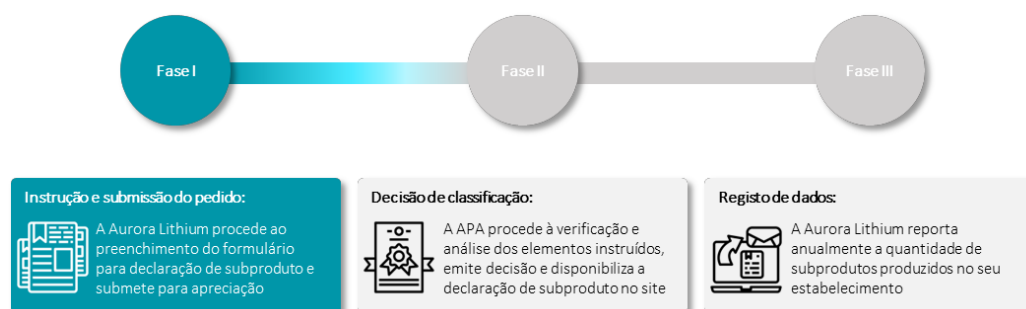 Fase I
Fase II
Fase III
Instrução e submissão do pedido:
A Aurora Lithium procede ao
preenchimento do formulário
para declaração de subproduto e
submete para apreciação
Decisão de classificação:
A APA procede à verificação e
análise dos elementos instruídos,
emite decisão e disponibiliza a
declaração de subproduto no site
Registo de dados:
A Aurora Lithium reporta
anualmente a quantidade de
subprodutos produzidos no seu
estabelecimento